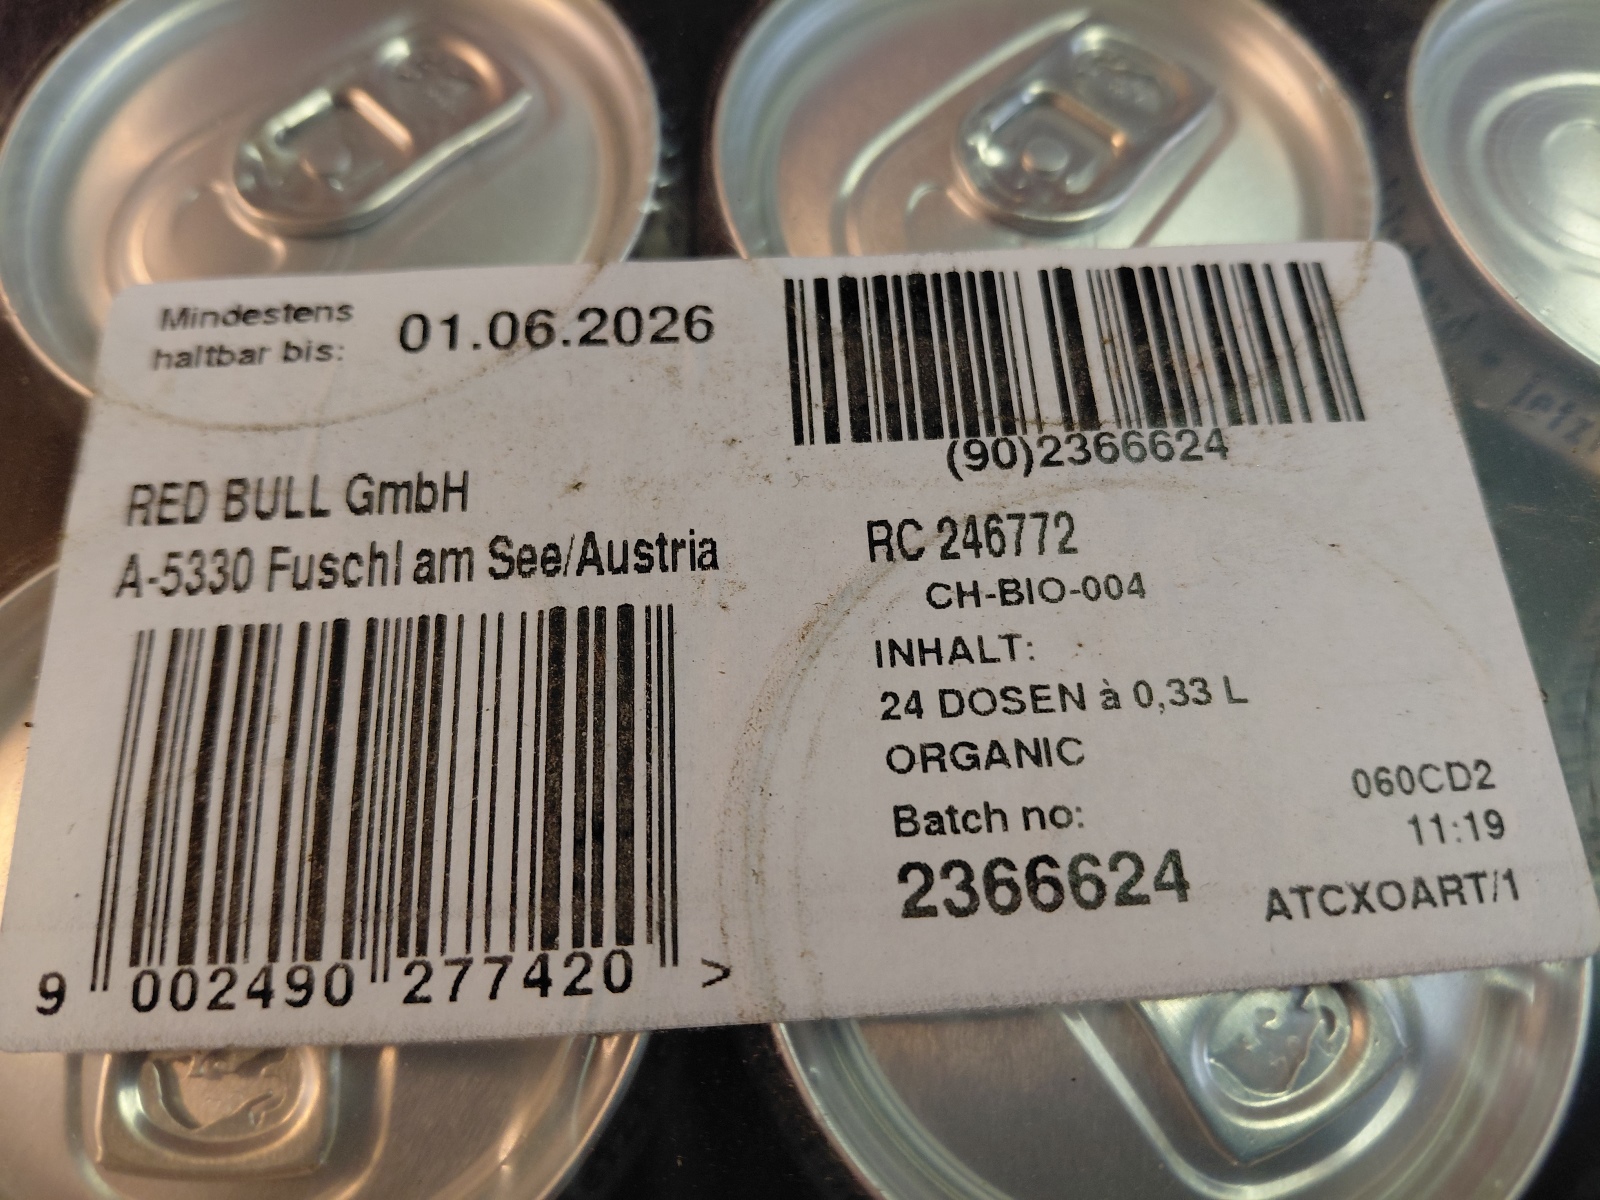 Mindestens
haltbar bis: 01.06.2026
(90)2366624
RED BULL GmbH
A-5330 Fuschl am See/Austria
9 002490 277420 >
RC 246772
CH-BIO-004
INHALT:
24 DOSEN à 0,33 L
ORGANIC
Batch no:
2366624
060CD2
11:19
ATCXOART/1